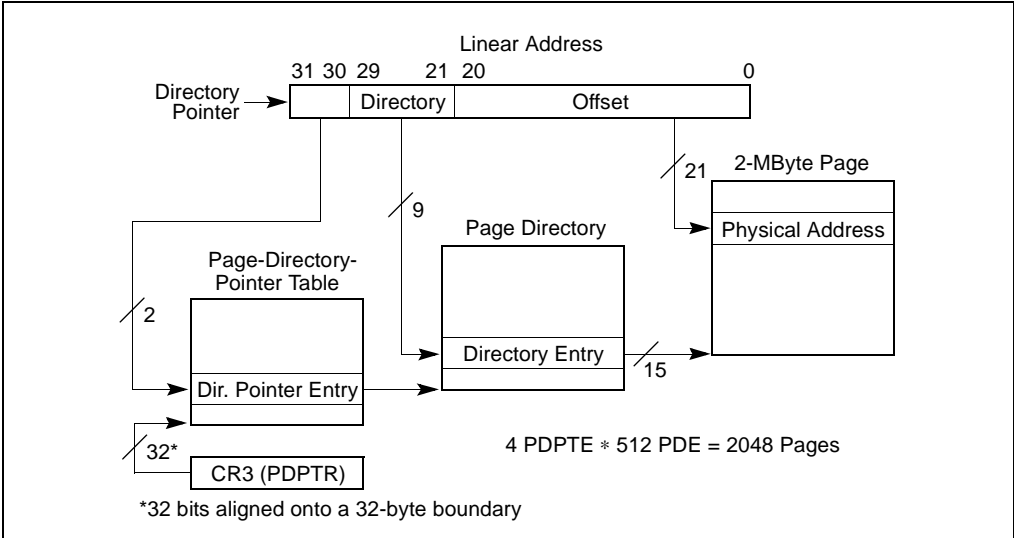 Linear Address
31 30 29 21 20 0
Directory
Pointer
Directory
Offset
21
2-MByte Page
9
Physical Address
Page Directory
Page-Directory-
Pointer Table
2
Directory Entry
15
Dir. Pointer Entry
32*
4 PDPTE * 512 PDE = 2048 Pages
CR3 (PDPTR)
*32 bits aligned onto a 32-byte boundary